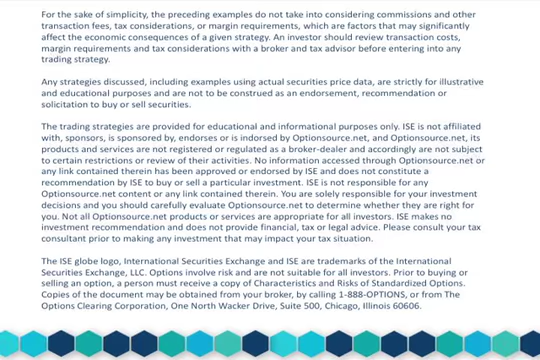 For the sake of simplicity, the preceding examples do not take into considering commissions and other
transaction fees, tax considerations, or margin requirements, which are factors that may significantly
affect the economic consequences of a given strategy. An investor should review transaction costs,
margin requirements and tax considerations with a broker and tax advisor before entering into any
trading strategy.
Any strategies discussed, including examples using actual securities price data, are strictly for illustrative
and educational purposes and are not to be construed as an endorsement, recommendation or
solicitation to buy or sell securities.
The trading strategies are provided for educational and informational purposes only. ISE is not affiliated
with, sponsors, is sponsored by, endorses or is indorsed by Optionsource.net, and Optionsource.net, its
products and services are not registered or regulated as a broker-dealer and accordingly are not subject
to certain restrictions or review of their activities. No information accessed through Optionsource.net or
any link contained therein has been approved or endorsed by ISE and does not constitute a
recommendation by ISE to buy or sell a particular investment. ISE is not responsible for any
Optionsource.net content or any link contained therein. You are solely responsible for your investment
decisions and you should carefully evaluate Optionsource.net to determine whether they are right for
you. Not all Optionsource.net products or services are appropriate for all investors. ISE makes no
investment recommendation and does not provide financial, tax or legal advice. Please consult your tax
consultant prior to making any investment that may impact your tax situation.
The ISE globe logo, International Securities Exchange and ISE are trademarks of the International
Securities Exchange, LLC. Options involve risk and are not suitable for all investors. Prior to buying or
selling an option, a person must receive a copy of Characteristics and Risks of Standardized Options.
Copies of the document may be obtained from your broker, by calling 1-888-OPTIONS, or from The
Options Clearing Corporation, One North Wacker Drive, Suite 500, Chicago, Illinois 60606.